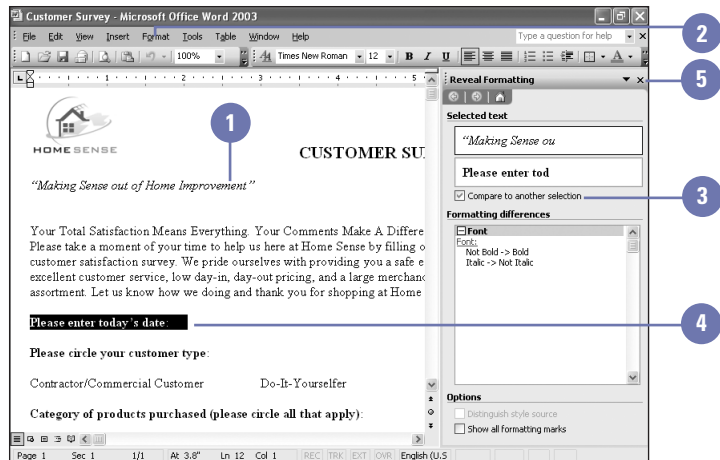 Customer Survey - Microsoft Office Word 2003
File Edit View Insert Format Tools Table Window Help Type a question for help
100% Times New Roman 12 B I U A
1 2 3 4 5
Reveal Formatting
Selected text
"Making Sense ou
Please enter tod
Compare to another selection
Formatting differences
Font
Font:
Not Bold -> Bold
Italic -> Not Italic
Options
Distinguish style source
Show all formatting marks
HOMESENSE
CUSTOMER SU
"Making Sense out of Home Improvement"
Your Total Satisfaction Means Everything. Your Comments Make A Differe
Please take a moment of your time to help us here at Home Sense by filling o
customer satisfaction survey. We pride ourselves with providing you a safe e
excellent customer service, low day-in, day-out pricing, and a large merchand
assortment. Let us know how we doing and thank you for shopping at Home
Please enter today's date:
Please circle your customer type:
Contractor/Commercial Customer Do-It-Yourselfer
Category of products purchased (please circle all that apply):
Page 1 Sec 1 1/1 At 3.8" Ln 12 Col 1 REC TRK EXT OVR English (U.S
1
2
3
4
5